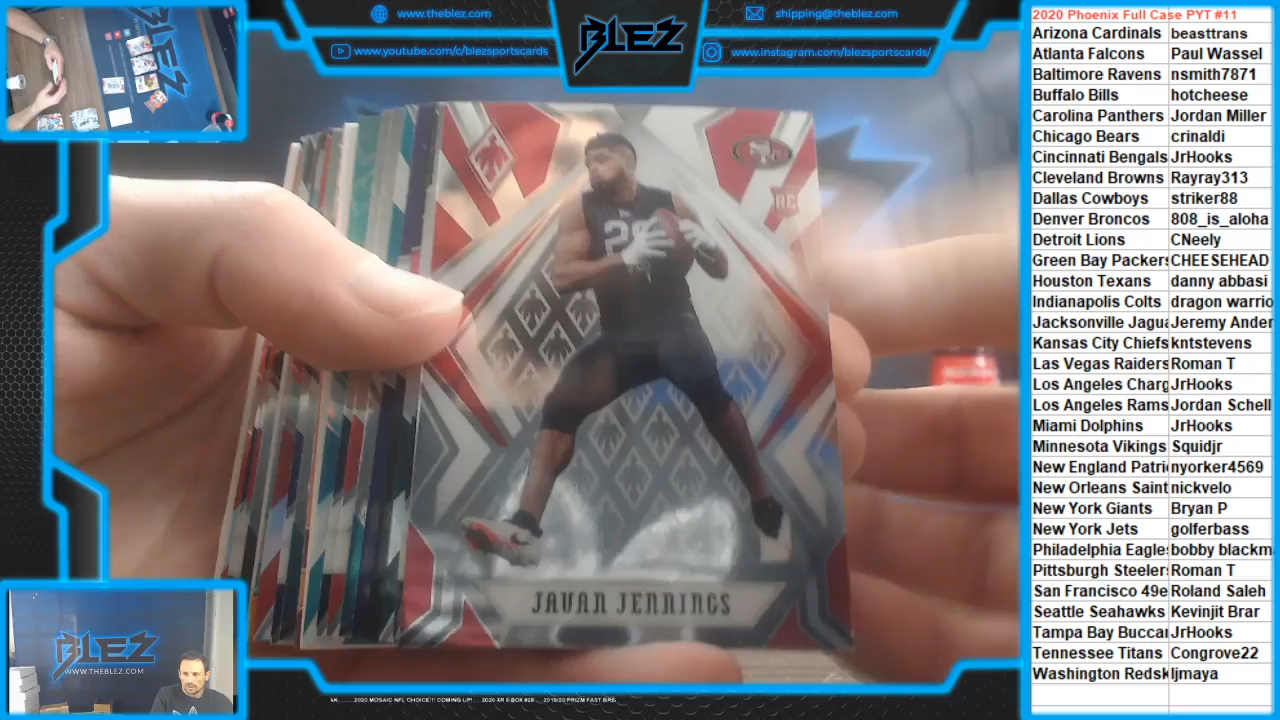 www.theblez.com
www.youtube.com/c/blezsportscards
BLEZ
shipping@theblez.com
www.instagram.com/blezsportscards/
RC
JAUAN JENNINGS
BLEZ
WWW.THEBLEZ.COM
2020 MOSAIC NFL CHOICE!!! COMING UP!
2020 Phoenix Full Case PYT #11
Arizona Cardinals beasttrans
Atlanta Falcons Paul Wassel
Baltimore Ravens nsmith7871
Buffalo Bills hotcheese
Carolina Panthers Jordan Miller
Chicago Bears crinaldi
Cincinnati Bengals JrHooks
Cleveland Browns Rayray313
Dallas Cowboys striker88
Denver Broncos 808_is_aloha
Detroit Lions CNeely
Green Bay Packers CHEESEHEAD
Houston Texans danny abbasi
Indianapolis Colts dragon warrio
Jacksonville Jagua Jeremy Ander
Kansas City Chiefs kntstevens
Las Vegas Raiders Roman T
Los Angeles Charg JrHooks
Los Angeles Rams Jordan Schell
Miami Dolphins JrHooks
Minnesota Vikings Squidjr
New England Patri nyorker4569
New Orleans Saint nickvelo
New York Giants Bryan P
New York Jets golferbass
Philadelphia Eagle bobby blackm
Pittsburgh Steeler Roman T
San Francisco 49e Roland Saleh
Seattle Seahawks Kevinjit Brar
Tampa Bay Buccar JrHooks
Tennessee Titans Congrove22
Washington Redsk ljmaya